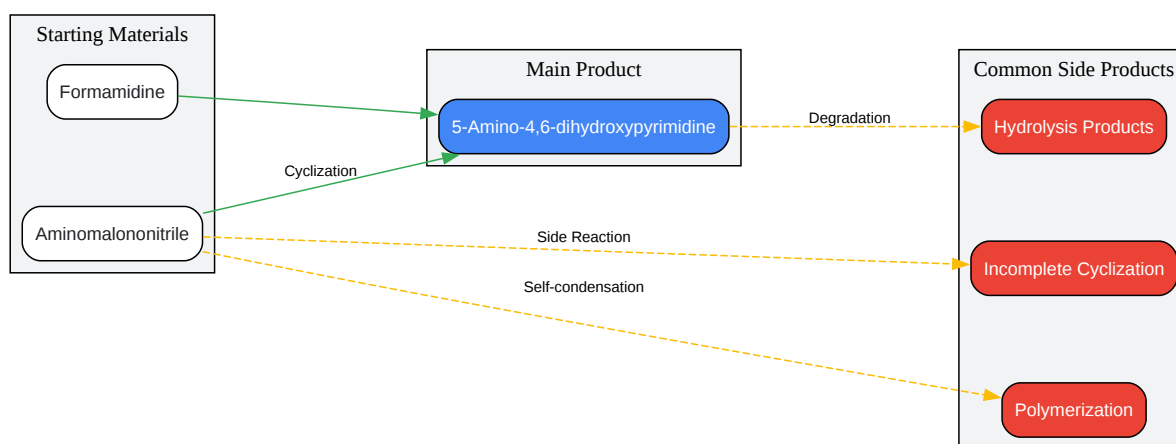 Starting Materials
Formamidine
Aminomalononitrile
Cyclization
Main Product
5-Amino-4,6-dihydroxypyrimidine
Degradation
Side Reaction
Self-condensation
Common Side Products
Hydrolysis Products
Incomplete Cyclization
Polymerization